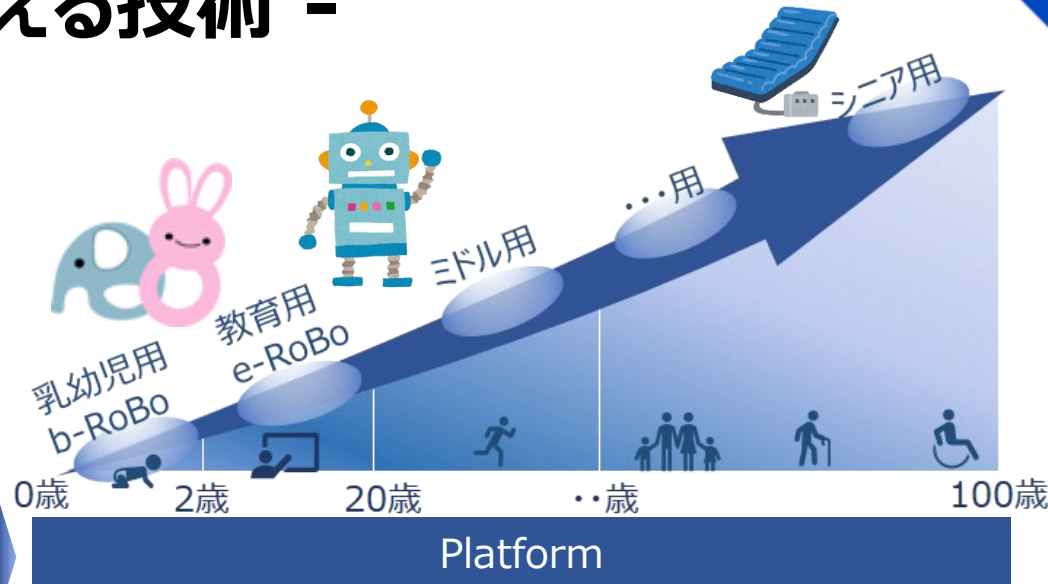 える技術 -
シニア用
・・・用
ミドル用
教育用
e-RoBo
乳幼児用
b-RoBo
0歳
2歳
20歳
・・歳
100歳
Platform